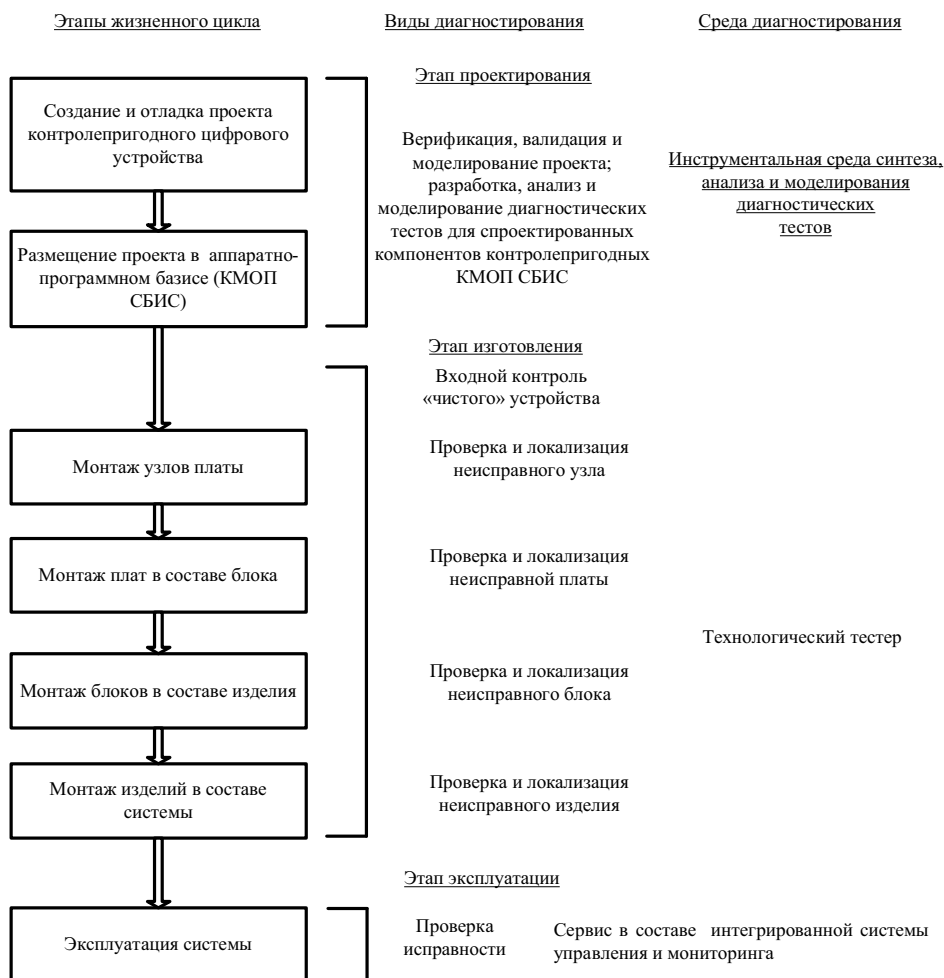 Этапы жизненного цикла
Виды диагностирования
Среда диагностирования
Этап проектирования
Создание и отладка проекта
контролепригодного цифрового
устройства
Верификация, валидация и
моделирование проекта;
разработка, анализ и
моделирование диагностических
тестов для спроектированных
компонентов контролепригодных
КМОП СБИС
Инструментальная среда синтеза,
анализа и моделирования
диагностических
тестов
Размещение проекта в аппаратно-
программном базисе (КМОП
СБИС)
Этап изготовления
Входной контроль
«чистого» устройства
Монтаж узлов платы
Проверка и локализация
неисправного узла
Монтаж плат в составе блока
Проверка и локализация
неисправной платы
Технологический тестер
Монтаж блоков в составе изделия
Проверка и локализация
неисправного блока
Монтаж изделий в составе
системы
Проверка и локализация
неисправного изделия
Этап эксплуатации
Эксплуатация системы
Проверка
исправности
Сервис в составе интегрированной системы
управления и мониторинга